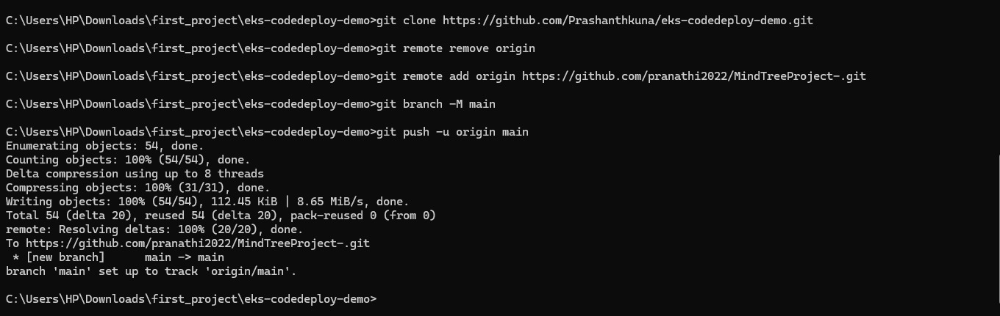 C:\Users\HP\Downloads\first_project\eks-codedeploy-demo>git clone https://github.com/Prashanthkuna/eks-codedeploy-demo.git
C:\Users\HP\Downloads\first_project\eks-codedeploy-demo>git remote remove origin
C:\Users\HP\Downloads\first_project\eks-codedeploy-demo>git remote add origin https://github.com/pranathi2022/MindTreeProject-.git
C:\Users\HP\Downloads\first_project\eks-codedeploy-demo>git branch -M main
C:\Users\HP\Downloads\first_project\eks-codedeploy-demo>git push -u origin main
Enumerating objects: 54, done.
Counting objects: 100% (54/54), done.
Delta compression using up to 8 threads
Compressing objects: 100% (31/31), done.
Writing objects: 100% (54/54), 112.45 KiB | 8.65 MiB/s, done.
Total 54 (delta 20), reused 54 (delta 20), pack-reused 0 (from 0)
remote: Resolving deltas: 100% (20/20), done.
To https://github.com/pranathi2022/MindTreeProject-.git
 * [new branch]      main -> main
branch 'main' set up to track 'origin/main'.
C:\Users\HP\Downloads\first_project\eks-codedeploy-demo>